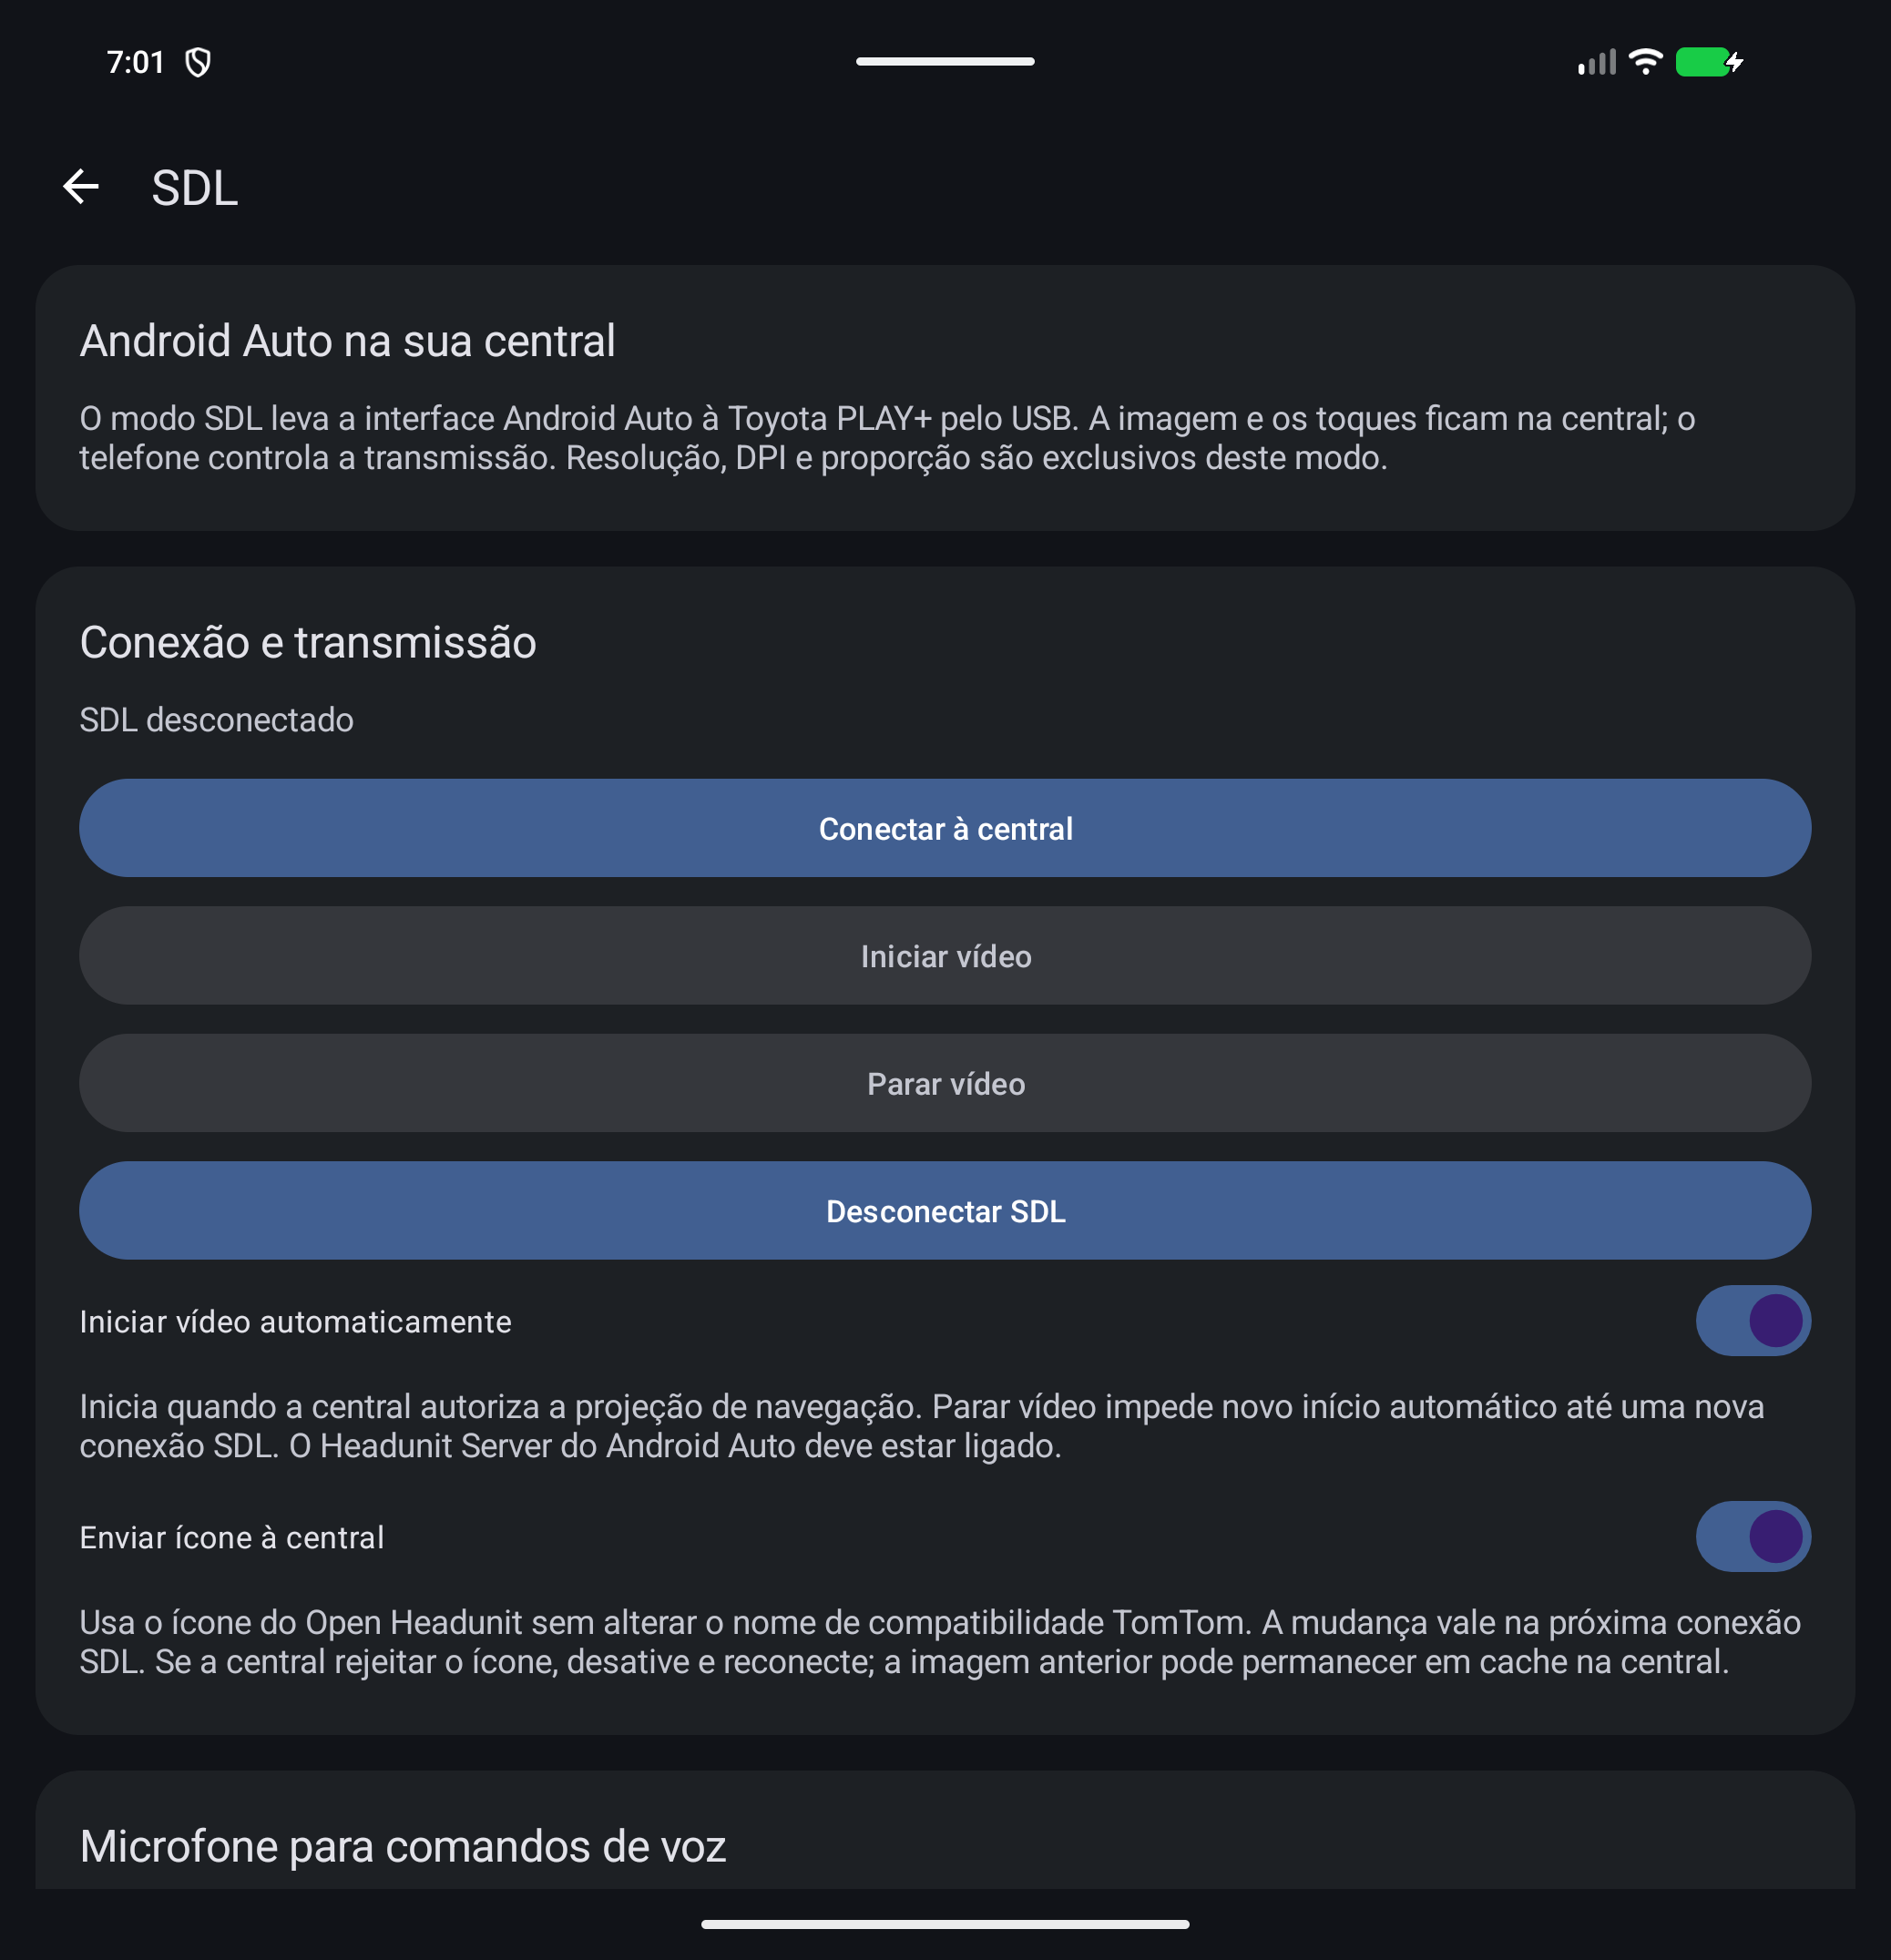 7:01
SDL
Android Auto na sua central
O modo SDL leva a interface Android Auto à Toyota PLAY+ pelo USB. A imagem e os toques ficam na central; o
telefone controla a transmissão. Resolução, DPI e proporção são exclusivos deste modo.
Conexão e transmissão
SDL desconectado
Conectar à central
Iniciar vídeo
Parar vídeo
Desconectar SDL
Iniciar vídeo automaticamente
Inicia quando a central autoriza a projeção de navegação. Parar vídeo impede novo início automático até uma nova
conexão SDL. O Headunit Server do Android Auto deve estar ligado.
Enviar ícone à central
Usa o ícone do Open Headunit sem alterar o nome de compatibilidade TomTom. A mudança vale na próxima conexão
SDL. Se a central rejeitar o ícone, desative e reconecte; a imagem anterior pode permanecer em cache na central.
Microfone para comandos de voz